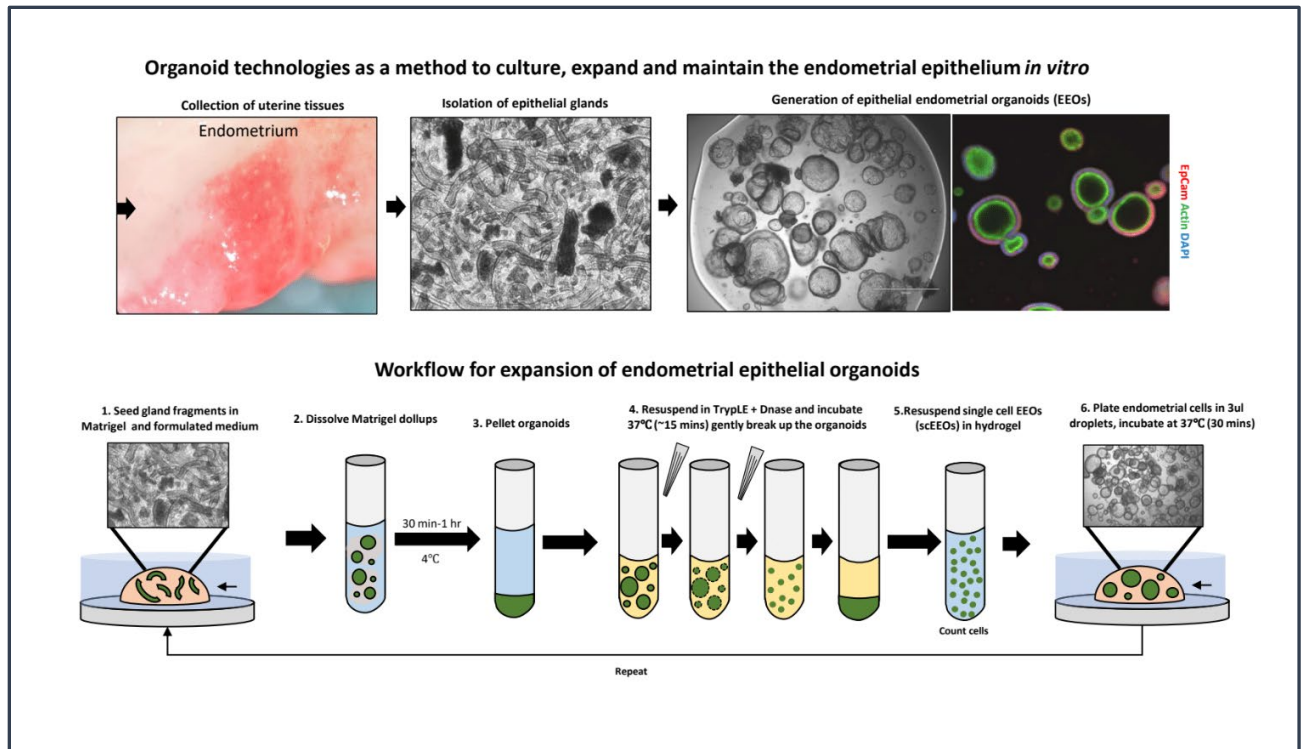 Organoid technologies as a method to culture, expand and maintain the endometrial epithelium in vitro
Collection of uterine tissues
Endometrium
Isolation of epithelial glands
Generation of epithelial endometrial organoids (EEOs)
EpCam Actin DAPI
Workflow for expansion of endometrial epithelial organoids
1. Seed gland fragments in
Matrigel and formulated medium
2. Dissolve Matrigel dollups
30 min-1 hr
4℃
3. Pellet organoids
4. Resuspend in TrypLE + Dnase and incubate
37℃ (~15 mins) gently break up the organoids
5.Resuspend single cell EEOs
(scEEOs) in hydrogel
Count cells
6. Plate endometrial cells in 3ul
droplets, incubate at 37℃ (30 mins)
Repeat